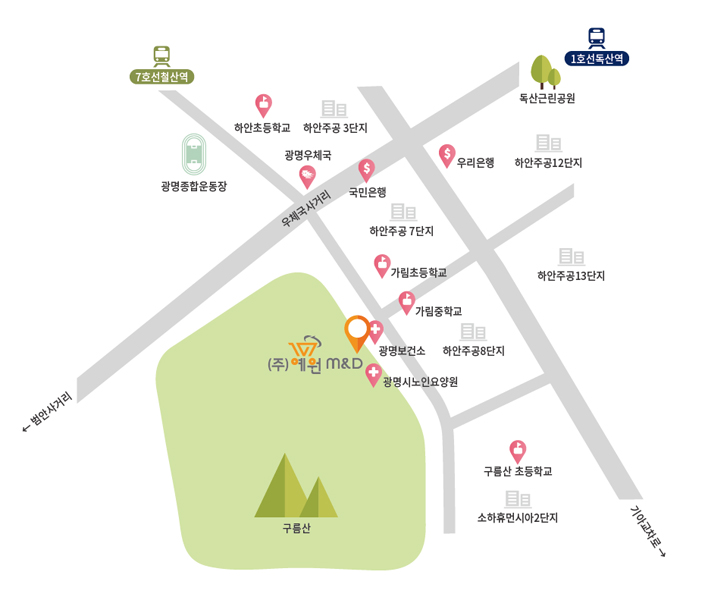 1호선독산역
7호선철산역
독산근린공원
하안초등학교
하안주공 3단지
광명우체국
우리은행
하안주공12단지
광명종합운동장
국민은행
우체국사거리
하안주공 7단지
가림초등학교
하안주공13단지
가림중학교
광명보건소
하안주공8단지
(주)예원 M&D
광명시노인요양원
← 범안사거리
구름산 초등학교
소하휴먼시아2단지
구름산
기아교차로 →